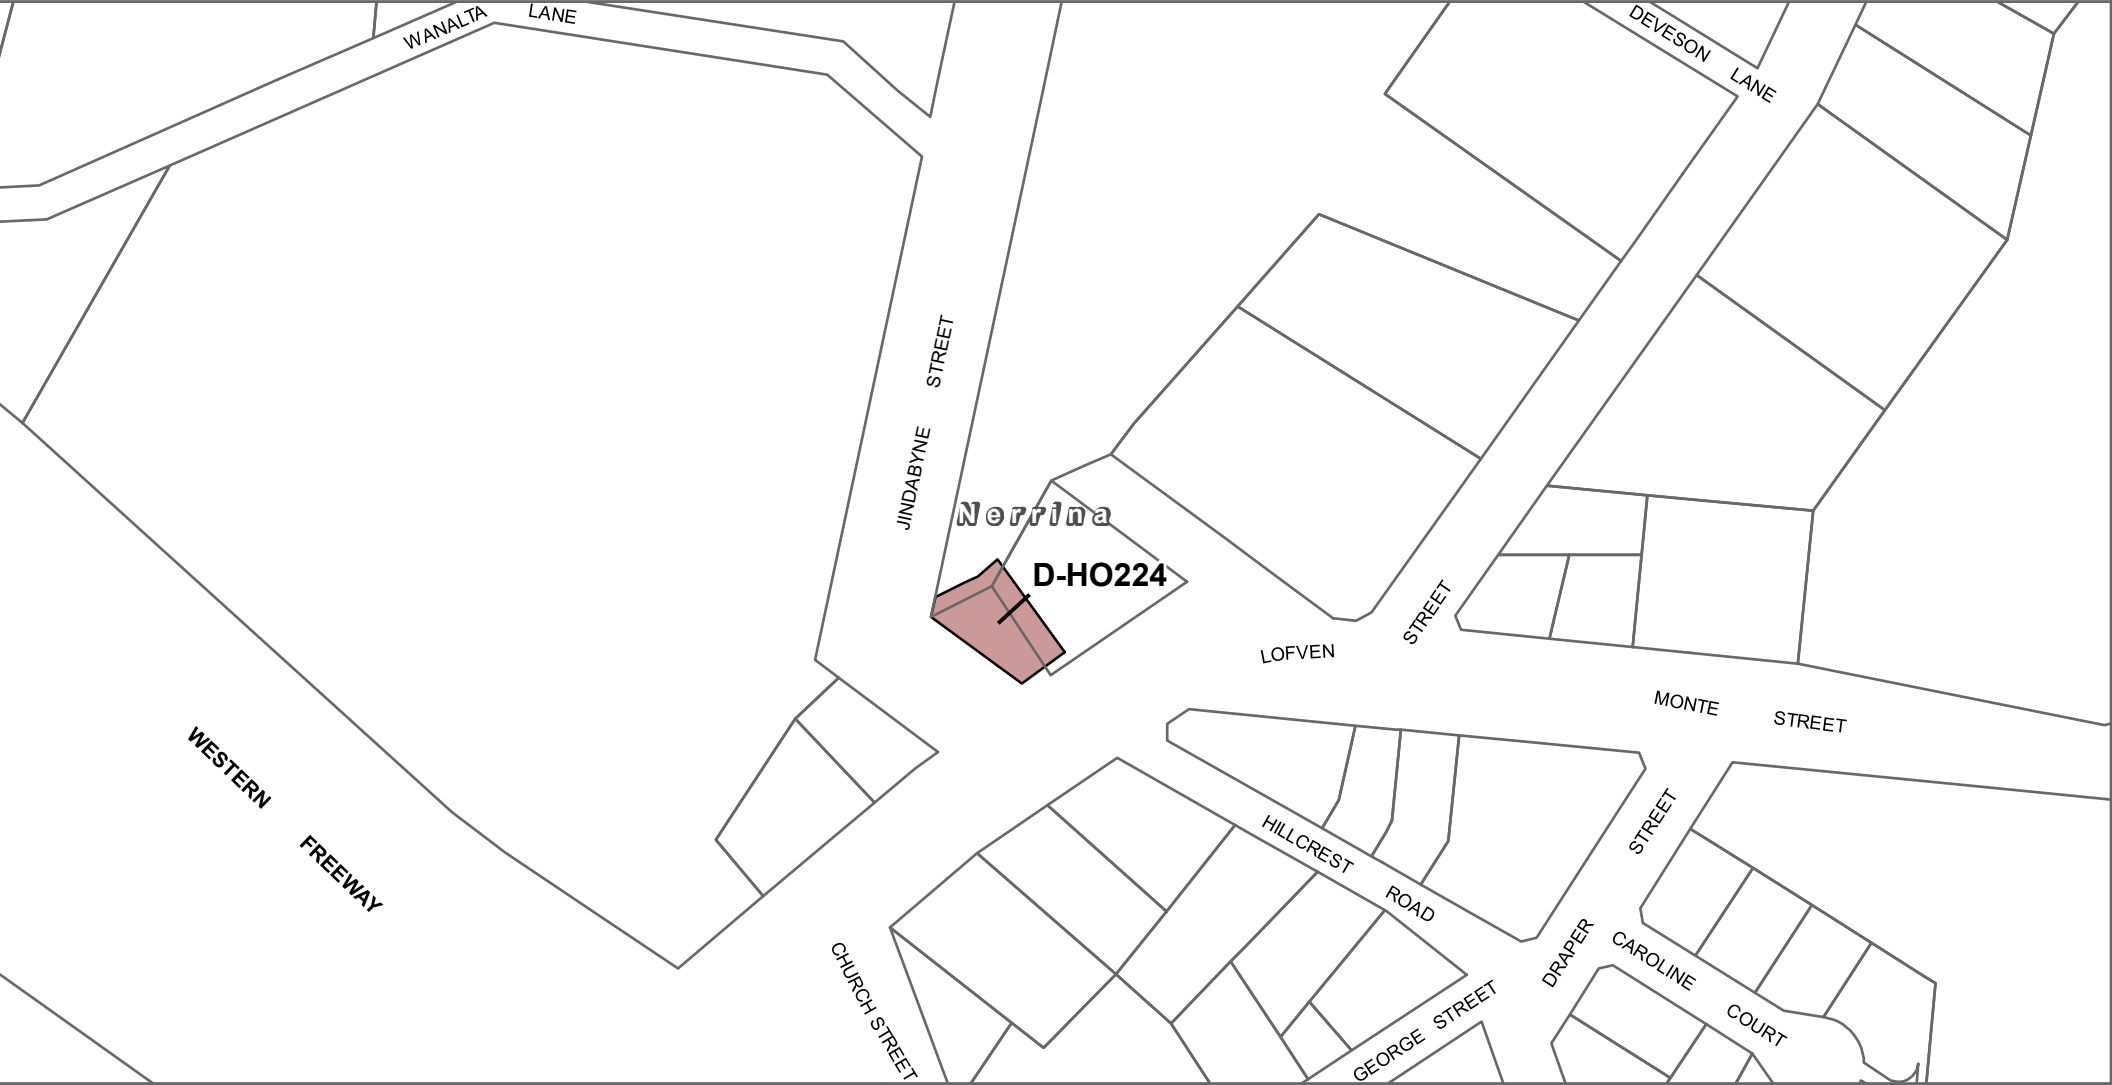 WANALTA LANE
DEVESON LANE
JINDABYNE STREET
Nerrina
D-HO224
LOFVEN STREET
MONTE STREET
WESTERN FREEWAY
HILLCREST ROAD
DRAPER STREET
CAROLINE COURT
CHURCH STREET
GEORGE STREET